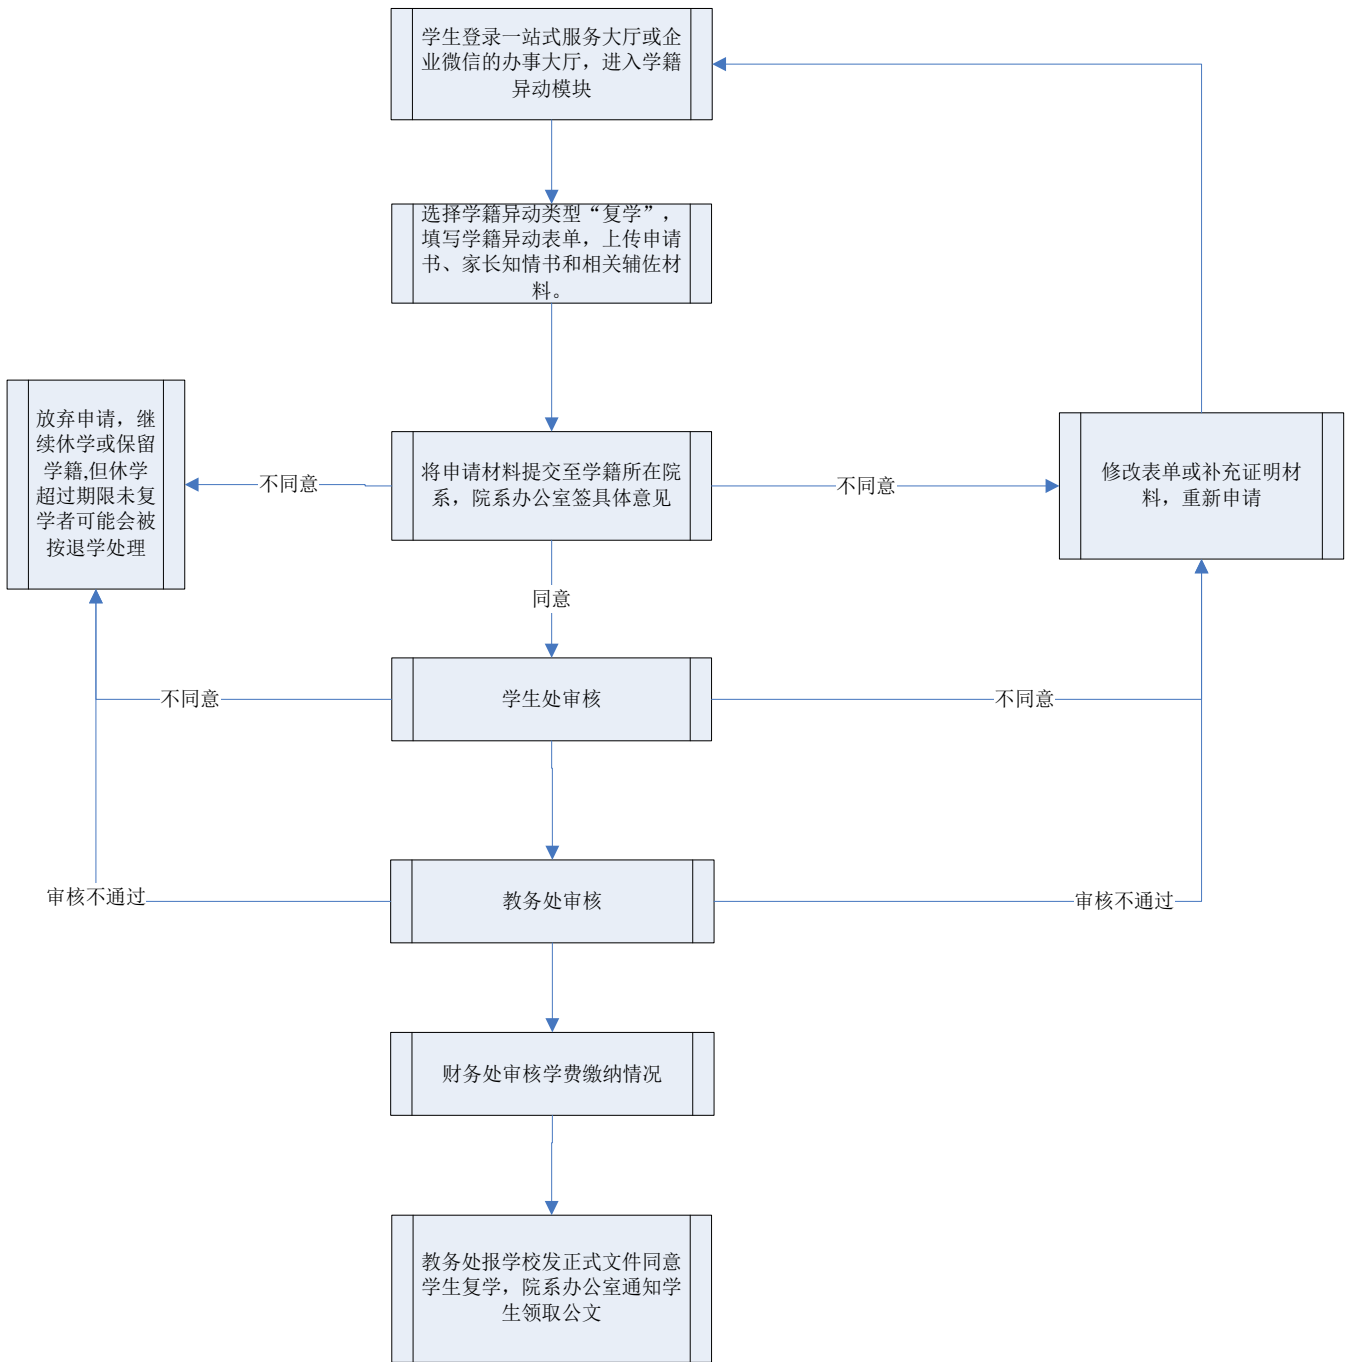 学生登录一站式服务大厅或企
业微信的办事大厅，进入学籍
异动模块
选择学籍异动类型“复学”，
填写学籍异动表单，上传申请
书、家长知情书和相关辅佐材
料。
放弃申请，继
续休学或保留
学籍,但休学
超过期限未复
学者可能会被
按退学处理
不同意
将申请材料提交至学籍所在院
系，院系办公室签具体意见
不同意
修改表单或补充证明材
料，重新申请
同意
不同意
学生处审核
不同意
审核不通过
教务处审核
审核不通过
财务处审核学费缴纳情况
教务处报学校发正式文件同意
学生复学，院系办公室通知学
生领取公文